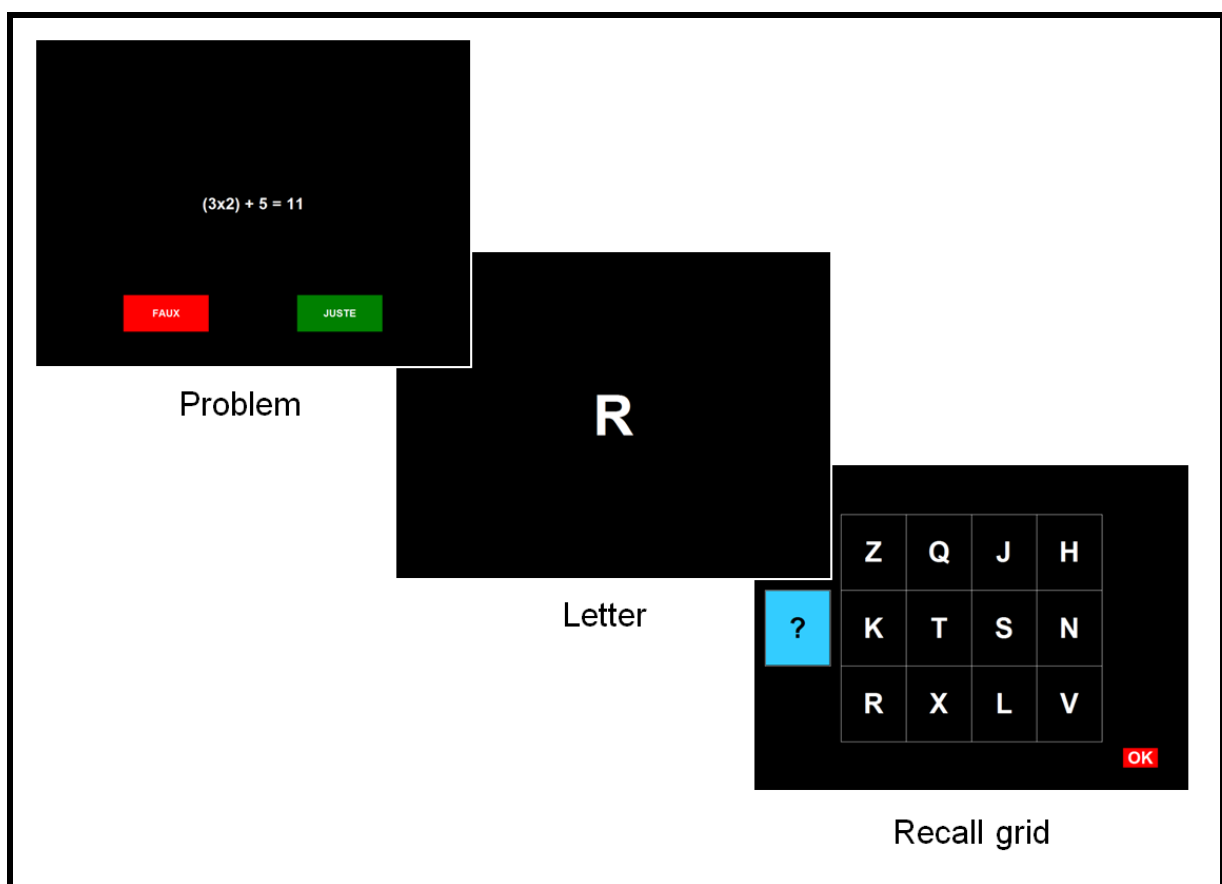 (3x2) + 5 = 11
FAUX JUSTE
Problem
R
Letter
Z Q J H
? K T S N
R X L V
OK
Recall grid